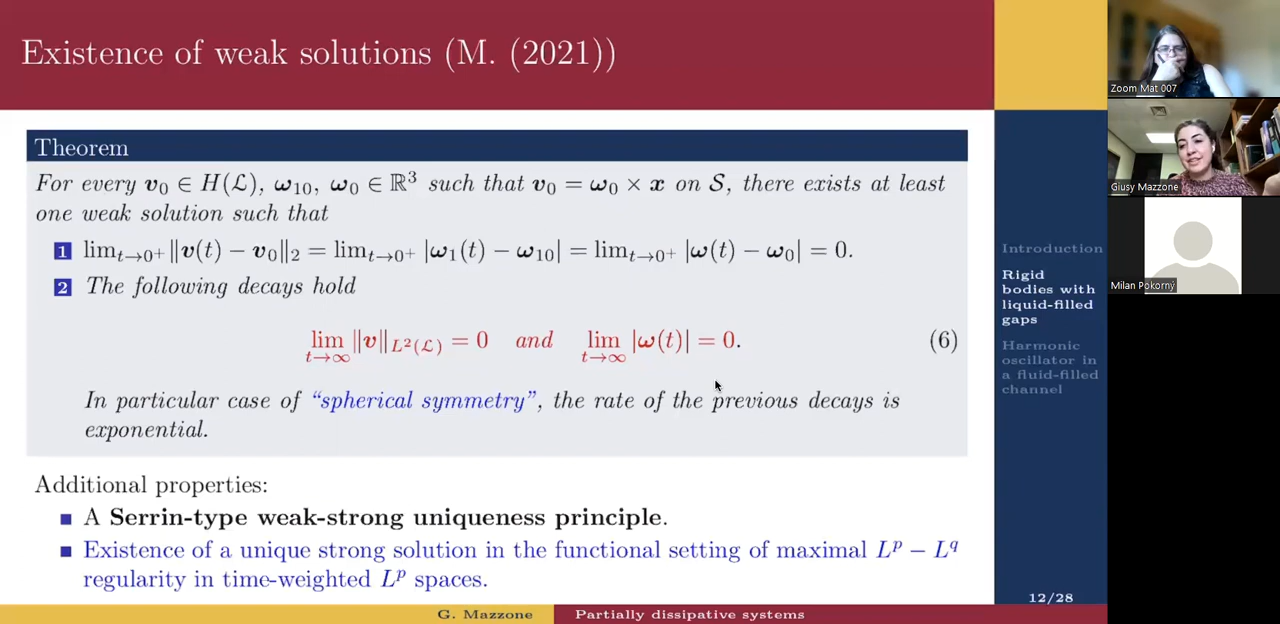 Existence of weak solutions (M. (2021))
Theorem
For every v₀ ∈ H(ℒ), ω₁₀, ω₀ ∈ ℝ³ such that v₀ = ω₀ × x on 𝒮, there exists at least
one weak solution such that
1 lim_{t→0⁺} ‖v(t) − v₀‖₂ = lim_{t→0⁺} |ω₁(t) − ω₁₀| = lim_{t→0⁺} |ω(t) − ω₀| = 0.
2 The following decays hold
lim_{t→∞} ‖v‖_{L²(ℒ)} = 0 and lim_{t→∞} |ω(t)| = 0. (6)
In particular case of “spherical symmetry”, the rate of the previous decays is
exponential.
Additional properties:
■ A Serrin-type weak-strong uniqueness principle.
■ Existence of a unique strong solution in the functional setting of maximal Lᵖ − L^q
regularity in time-weighted Lᵖ spaces.
Introduction
Rigid
bodies with
liquid-filled
gaps
Harmonic
oscillator in
a fluid-filled
channel
12/28
G. Mazzone Partially dissipative systems
Zoom Mat 007
Giusy Mazzone
Milan Pokorný